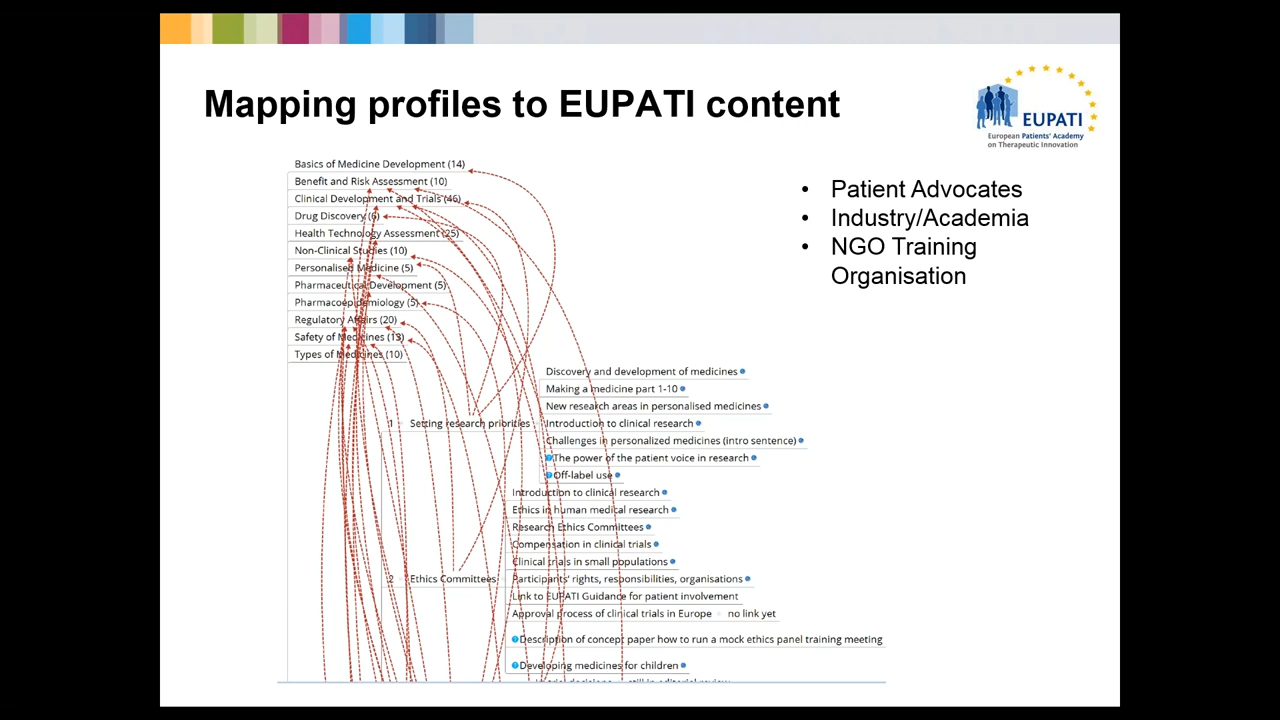 Mapping profiles to EUPATI content
EUPATI
European Patients' Academy
on Therapeutic Innovation
Basics of Medicine Development (14)
Benefit and Risk Assessment (10)
Clinical Development and Trials (46)
Drug Discovery (6)
Health Technology Assessment (25)
Non-Clinical Studies (10)
Personalised Medicine (5)
Pharmaceutical Development (5)
Pharmacoepidemiology (5)
Regulatory Affairs (20)
Safety of Medicines (13)
Types of Medicines (10)
• Patient Advocates
• Industry/Academia
• NGO Training
Organisation
1 Setting research priorities
Discovery and development of medicines
Making a medicine part 1-10
New research areas in personalised medicines
Introduction to clinical research
Challenges in personalized medicines (intro sentence)
The power of the patient voice in research
Off-label use
2 Ethics Committees
Introduction to clinical research
Ethics in human medical research
Research Ethics Committees
Compensation in clinical trials
Clinical trials in small populations
Participants' rights, responsibilities, organisations
Link to EUPATI Guidance for patient involvement
Approval process of clinical trials in Europe no link yet
Description of concept paper how to run a mock ethics panel training meeting
Developing medicines for children